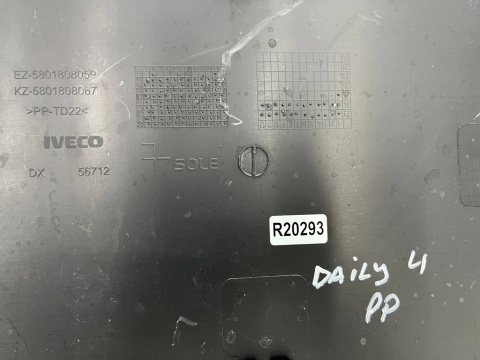 EZ-5801808059
KZ-5801808067
>PP-TD22<
IVECO
SOLE
DX 56712
R20293
DAiLy 4
PP